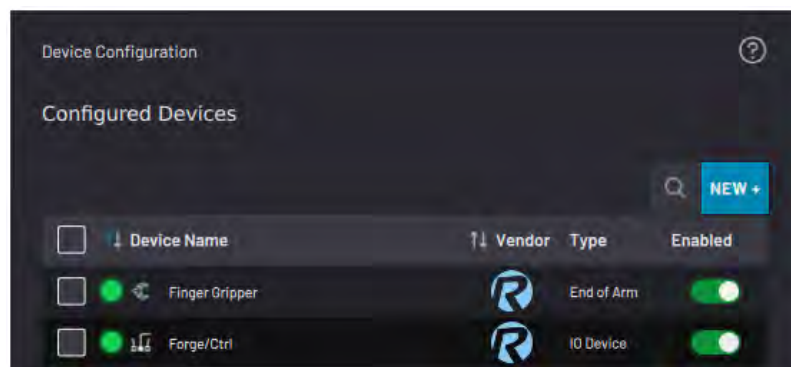 Device Configuration
?
Configured Devices
NEW +
Device Name Vendor Type Enabled
Finger Gripper R End of Arm
Forge/Ctrl R IO Device